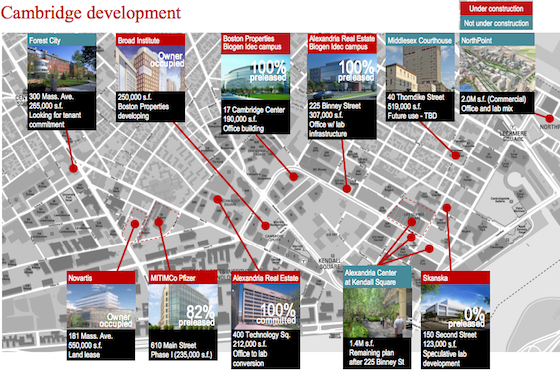 Cambridge development
Under construction
Not under construction
Forest City
300 Mass. Ave.
265,000 s.f.
Looking for tenant
commitment
Broad Institute
Owner
occupied
250,000 s.f.
Boston Properties
developing
Boston Properties
Biogen Idec campus
100%
preleased
17 Cambridge Center
190,000 s.f.
Office building
Alexandria Real Estate
Biogen Idec campus
100%
preleased
225 Binney Street
307,000 s.f.
Office w/ lab
infrastructure
Middlesex Courthouse
40 Thorndike Street
519,000 s.f.
Future use - TBD
NorthPoint
2.0M s.f. (Commercial)
Office and lab mix
LECHMERE
SQUARE
KENDALL
SQUARE
Novartis
Owner
occupied
181 Mass. Ave.
550,000 s.f.
Land lease
MITIMCo Pfizer
82%
preleased
610 Main Street
Phase I (235,000 s.f.)
Alexandria Real Estate
100%
committed
400 Technology Sq.
212,000 s.f.
Office to lab
conversion
Alexandria Center
at Kendall Square
1.4M s.f.
Remaining plan
after 225 Binney St
Skanska
0%
preleased
150 Second Street
123,000 s.f.
Speculative lab
development